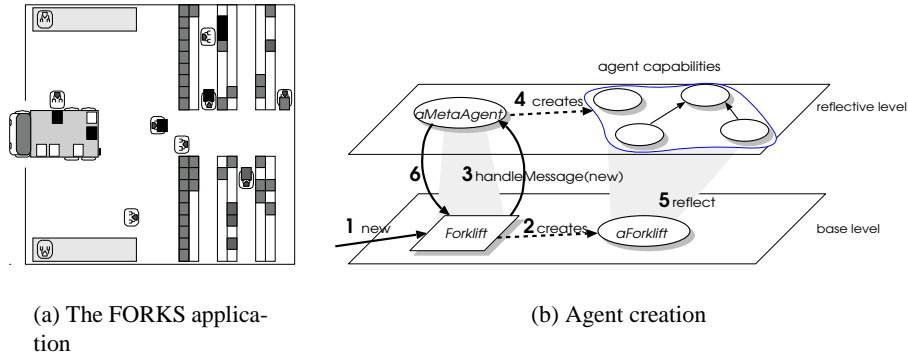 agent capabilities
aMetaAgent
4 creates
reflective level
6
3 handleMessage(new)
5 reflect
1 new
Forklift
2 creates
aForklift
base level
(a) The FORKS applica-
tion
(b) Agent creation